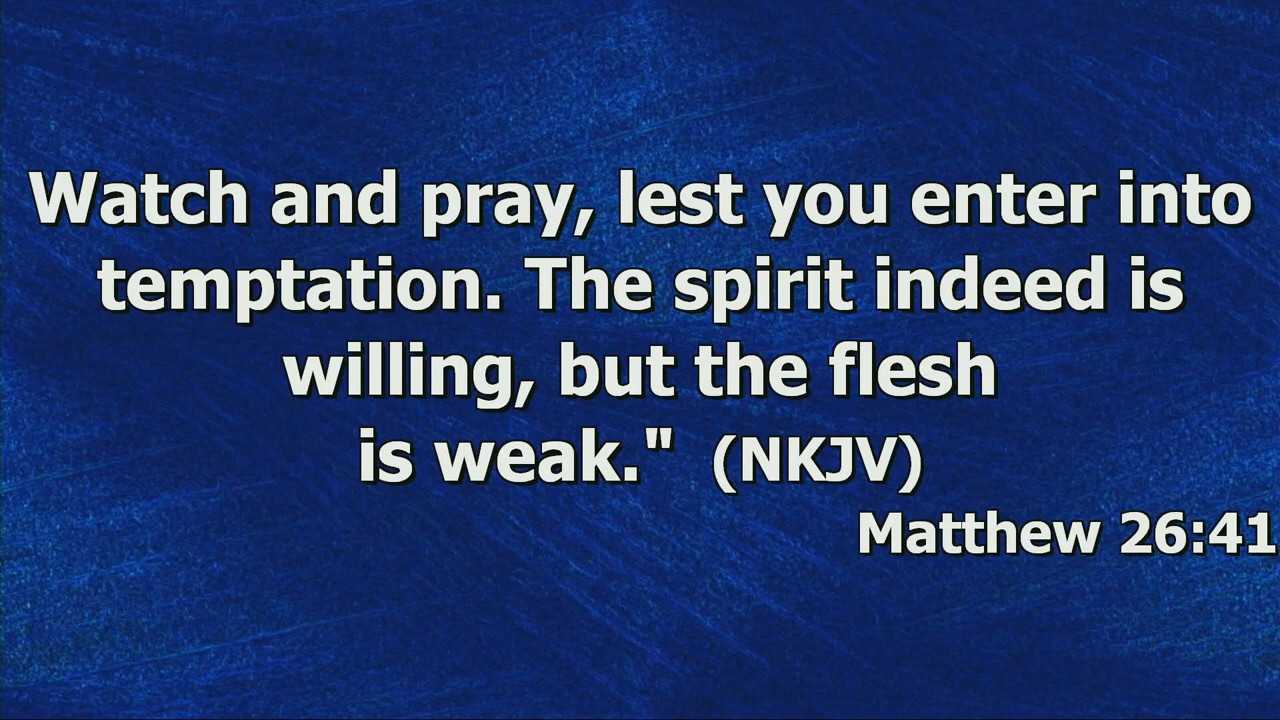 Watch and pray, lest you enter into
temptation. The spirit indeed is
willing, but the flesh
is weak."  (NKJV)
Matthew 26:41